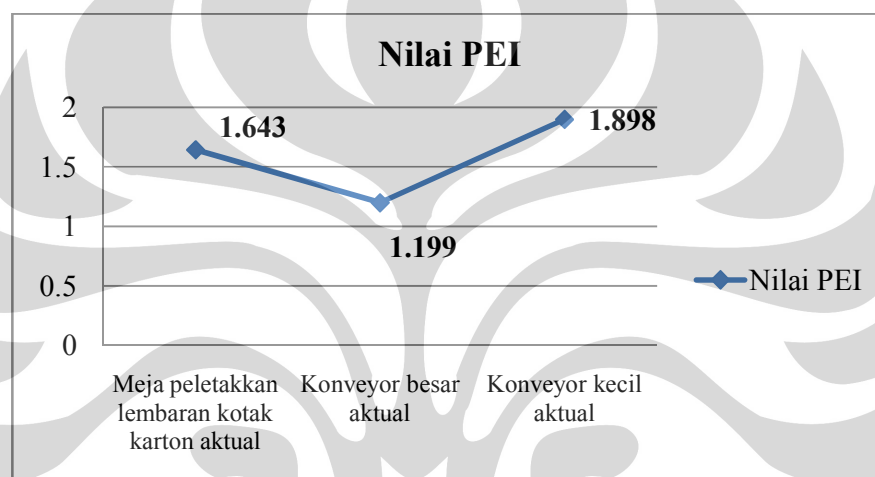 Nilai PEI
2
1.5
1
0.5
0
1.643
1.199
1.898
Nilai PEI
Meja peletakkan
lembaran kotak
karton aktual
Konveyor besar
aktual
Konveyor kecil
aktual